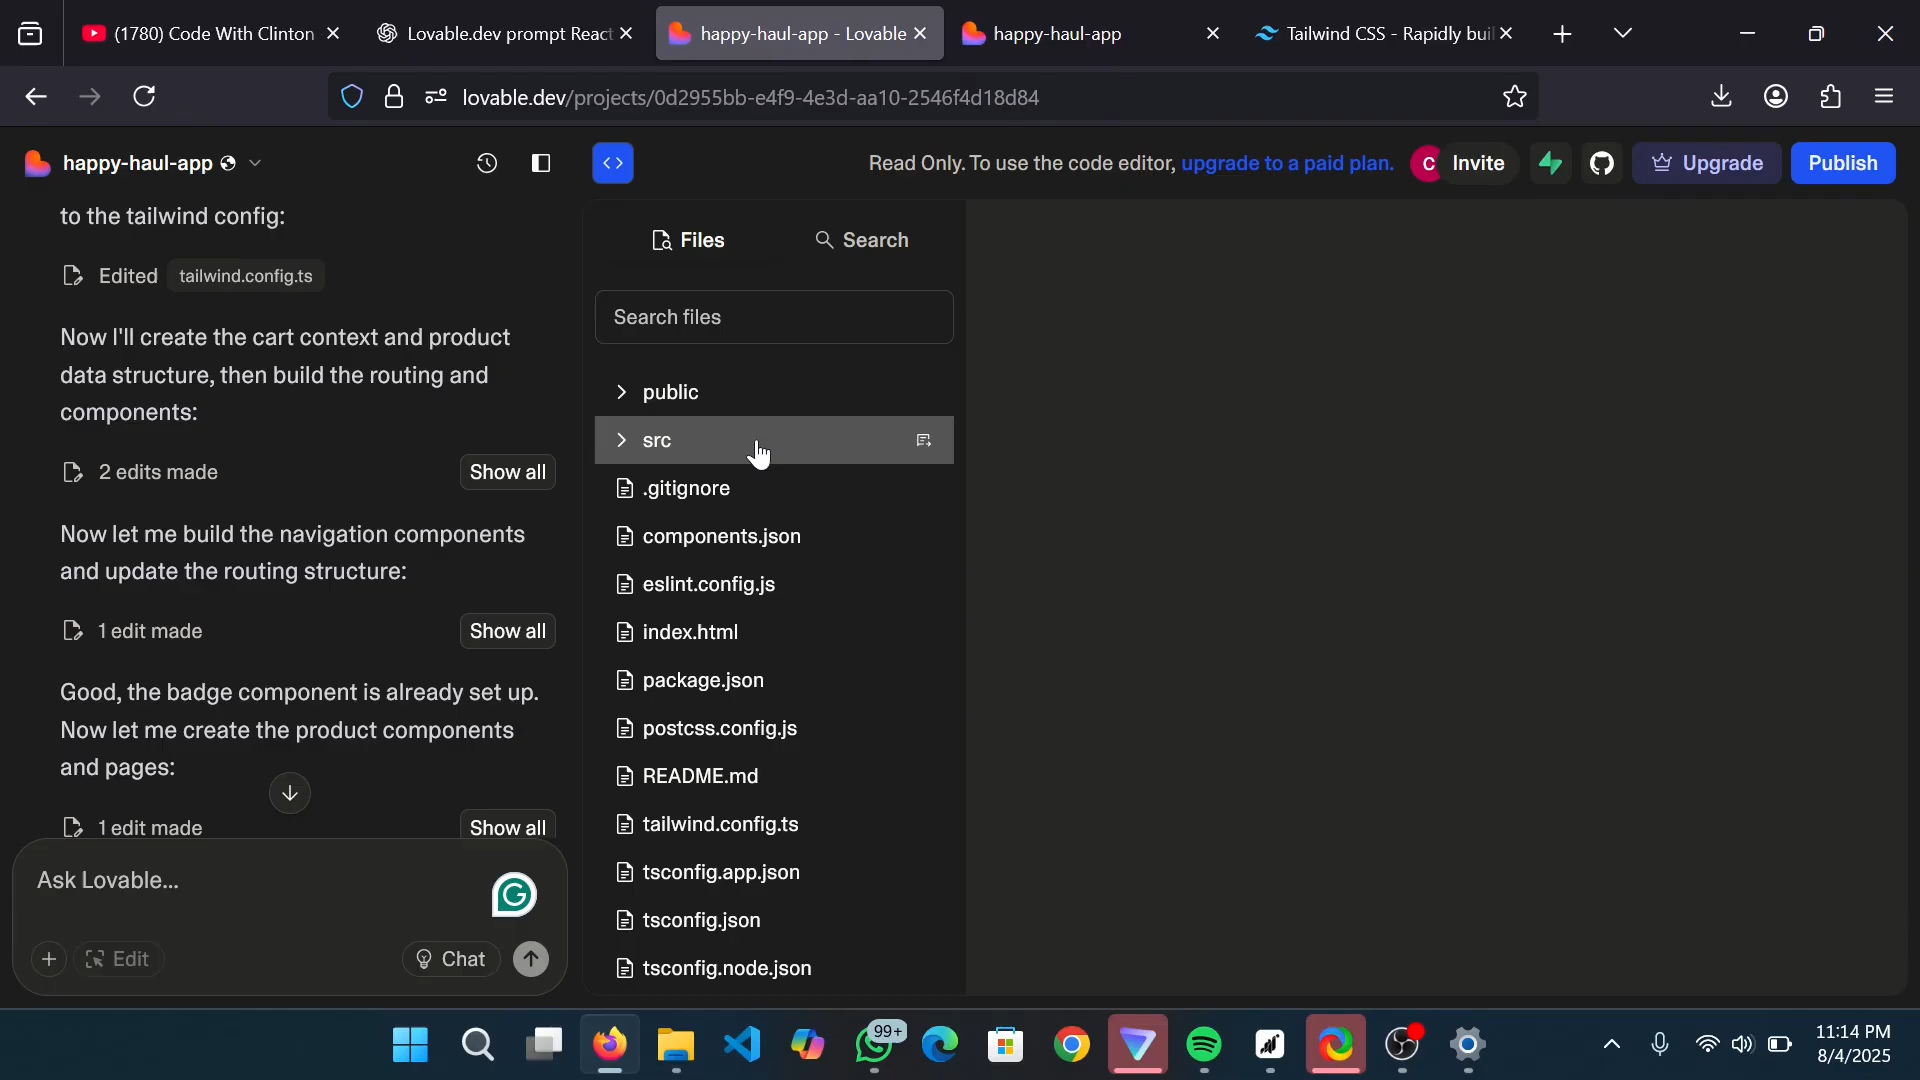 (1780) Code With Clinton
Lovable.dev prompt React
happy-haul-app - Lovable
happy-haul-app
Tailwind CSS - Rapidly buil
lovable.dev/projects/0d2955bb-e4f9-4e3d-aa10-2546f4d18d84
happy-haul-app
Read Only. To use the code editor, upgrade to a paid plan.
C Invite
Upgrade
Publish
to the tailwind config:
Edited tailwind.config.ts
Now I'll create the cart context and product
data structure, then build the routing and
components:
2 edits made
Show all
Now let me build the navigation components
and update the routing structure:
1 edit made
Show all
Good, the badge component is already set up.
Now let me create the product components
and pages:
1 edit made
Show all
Ask Lovable...
Edit
Chat
Files
Search
Search files
public
src
.gitignore
components.json
eslint.config.js
index.html
package.json
postcss.config.js
README.md
tailwind.config.ts
tsconfig.app.json
tsconfig.json
tsconfig.node.json
99+
11:14 PM
8/4/2025